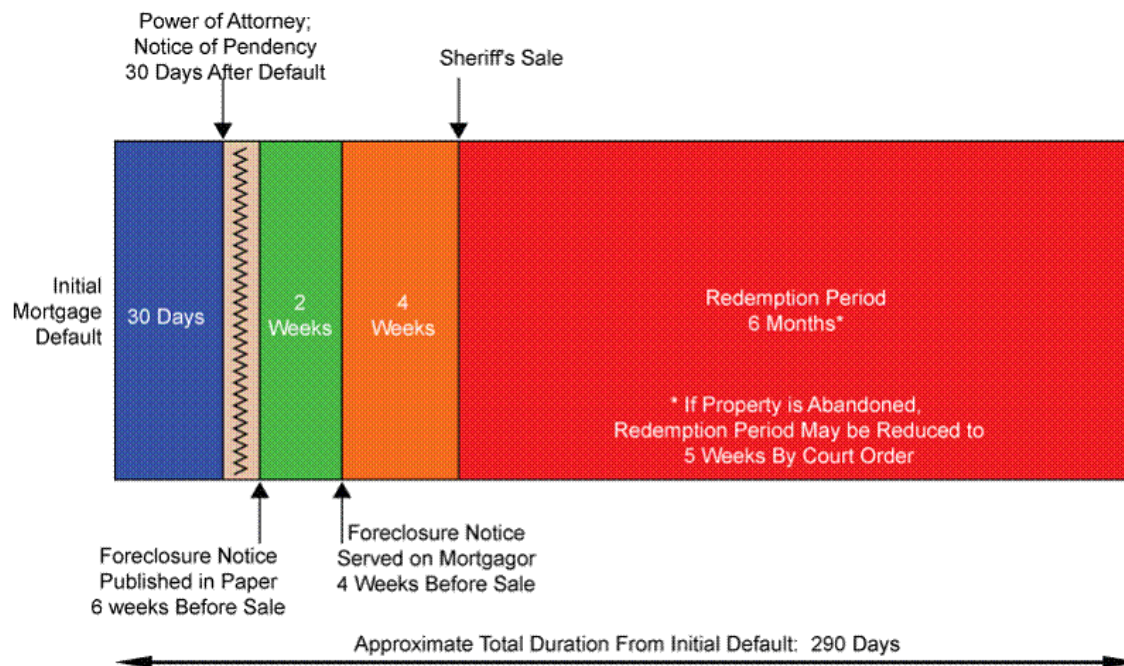 Power of Attorney;
Notice of Pendency
30 Days After Default
Sheriff's Sale
Initial
Mortgage
Default
30 Days
2
Weeks
4
Weeks
Redemption Period
6 Months*
* If Property is Abandoned,
Redemption Period May be Reduced to
5 Weeks By Court Order
Foreclosure Notice
Published in Paper
6 weeks Before Sale
Foreclosure Notice
Served on Mortgagor
4 Weeks Before Sale
Approximate Total Duration From Initial Default: 290 Days